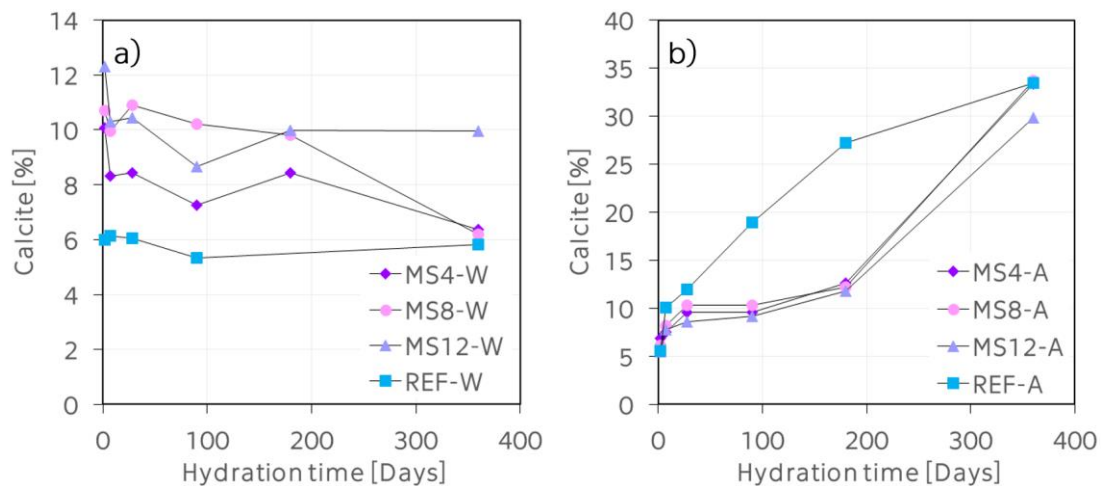 a)
Calcite [%]
14
12
10
8
6
4
2
0
0 100 200 300 400
Hydration time [Days]
MS4-W
MS8-W
MS12-W
REF-W
b)
Calcite [%]
40
35
30
25
20
15
10
5
0
0 100 200 300 400
Hydration time [Days]
MS4-A
MS8-A
MS12-A
REF-A